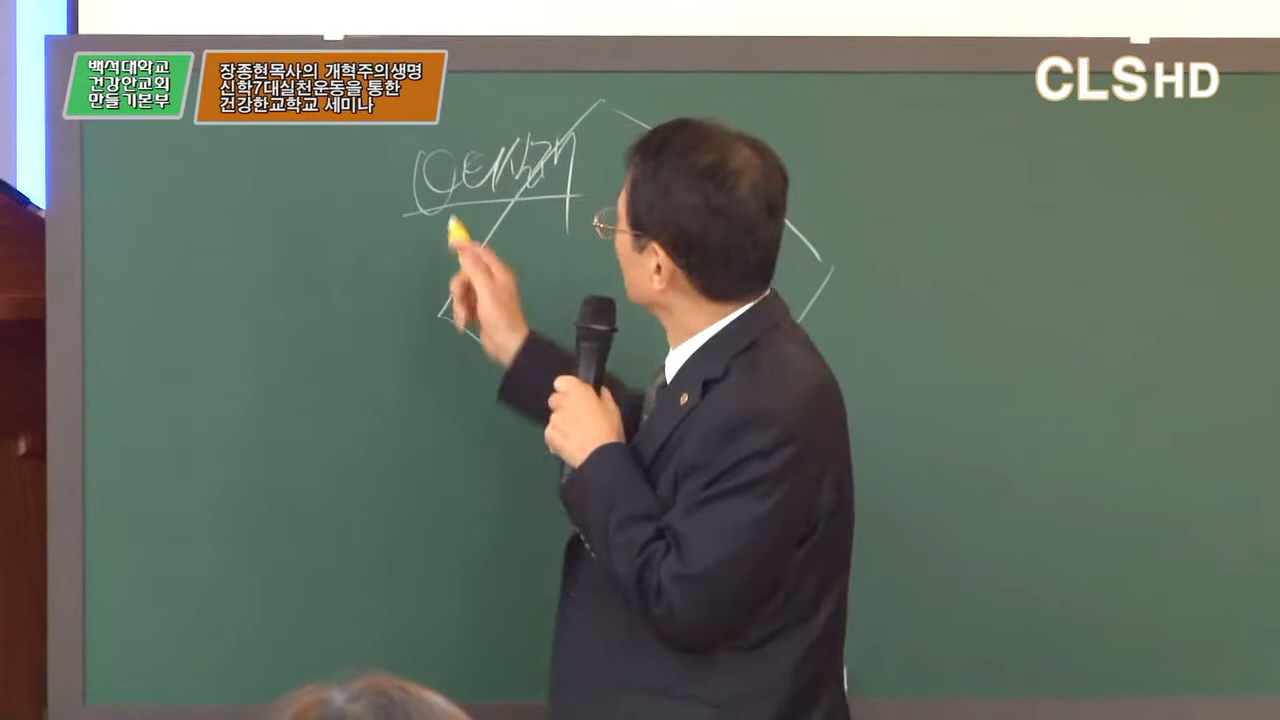 백석대학교
건강한교회
만들기본부
장종현목사의 개혁주의생명
신학7대실천운동을 통한
건강한교학교 세미나
CLS HD